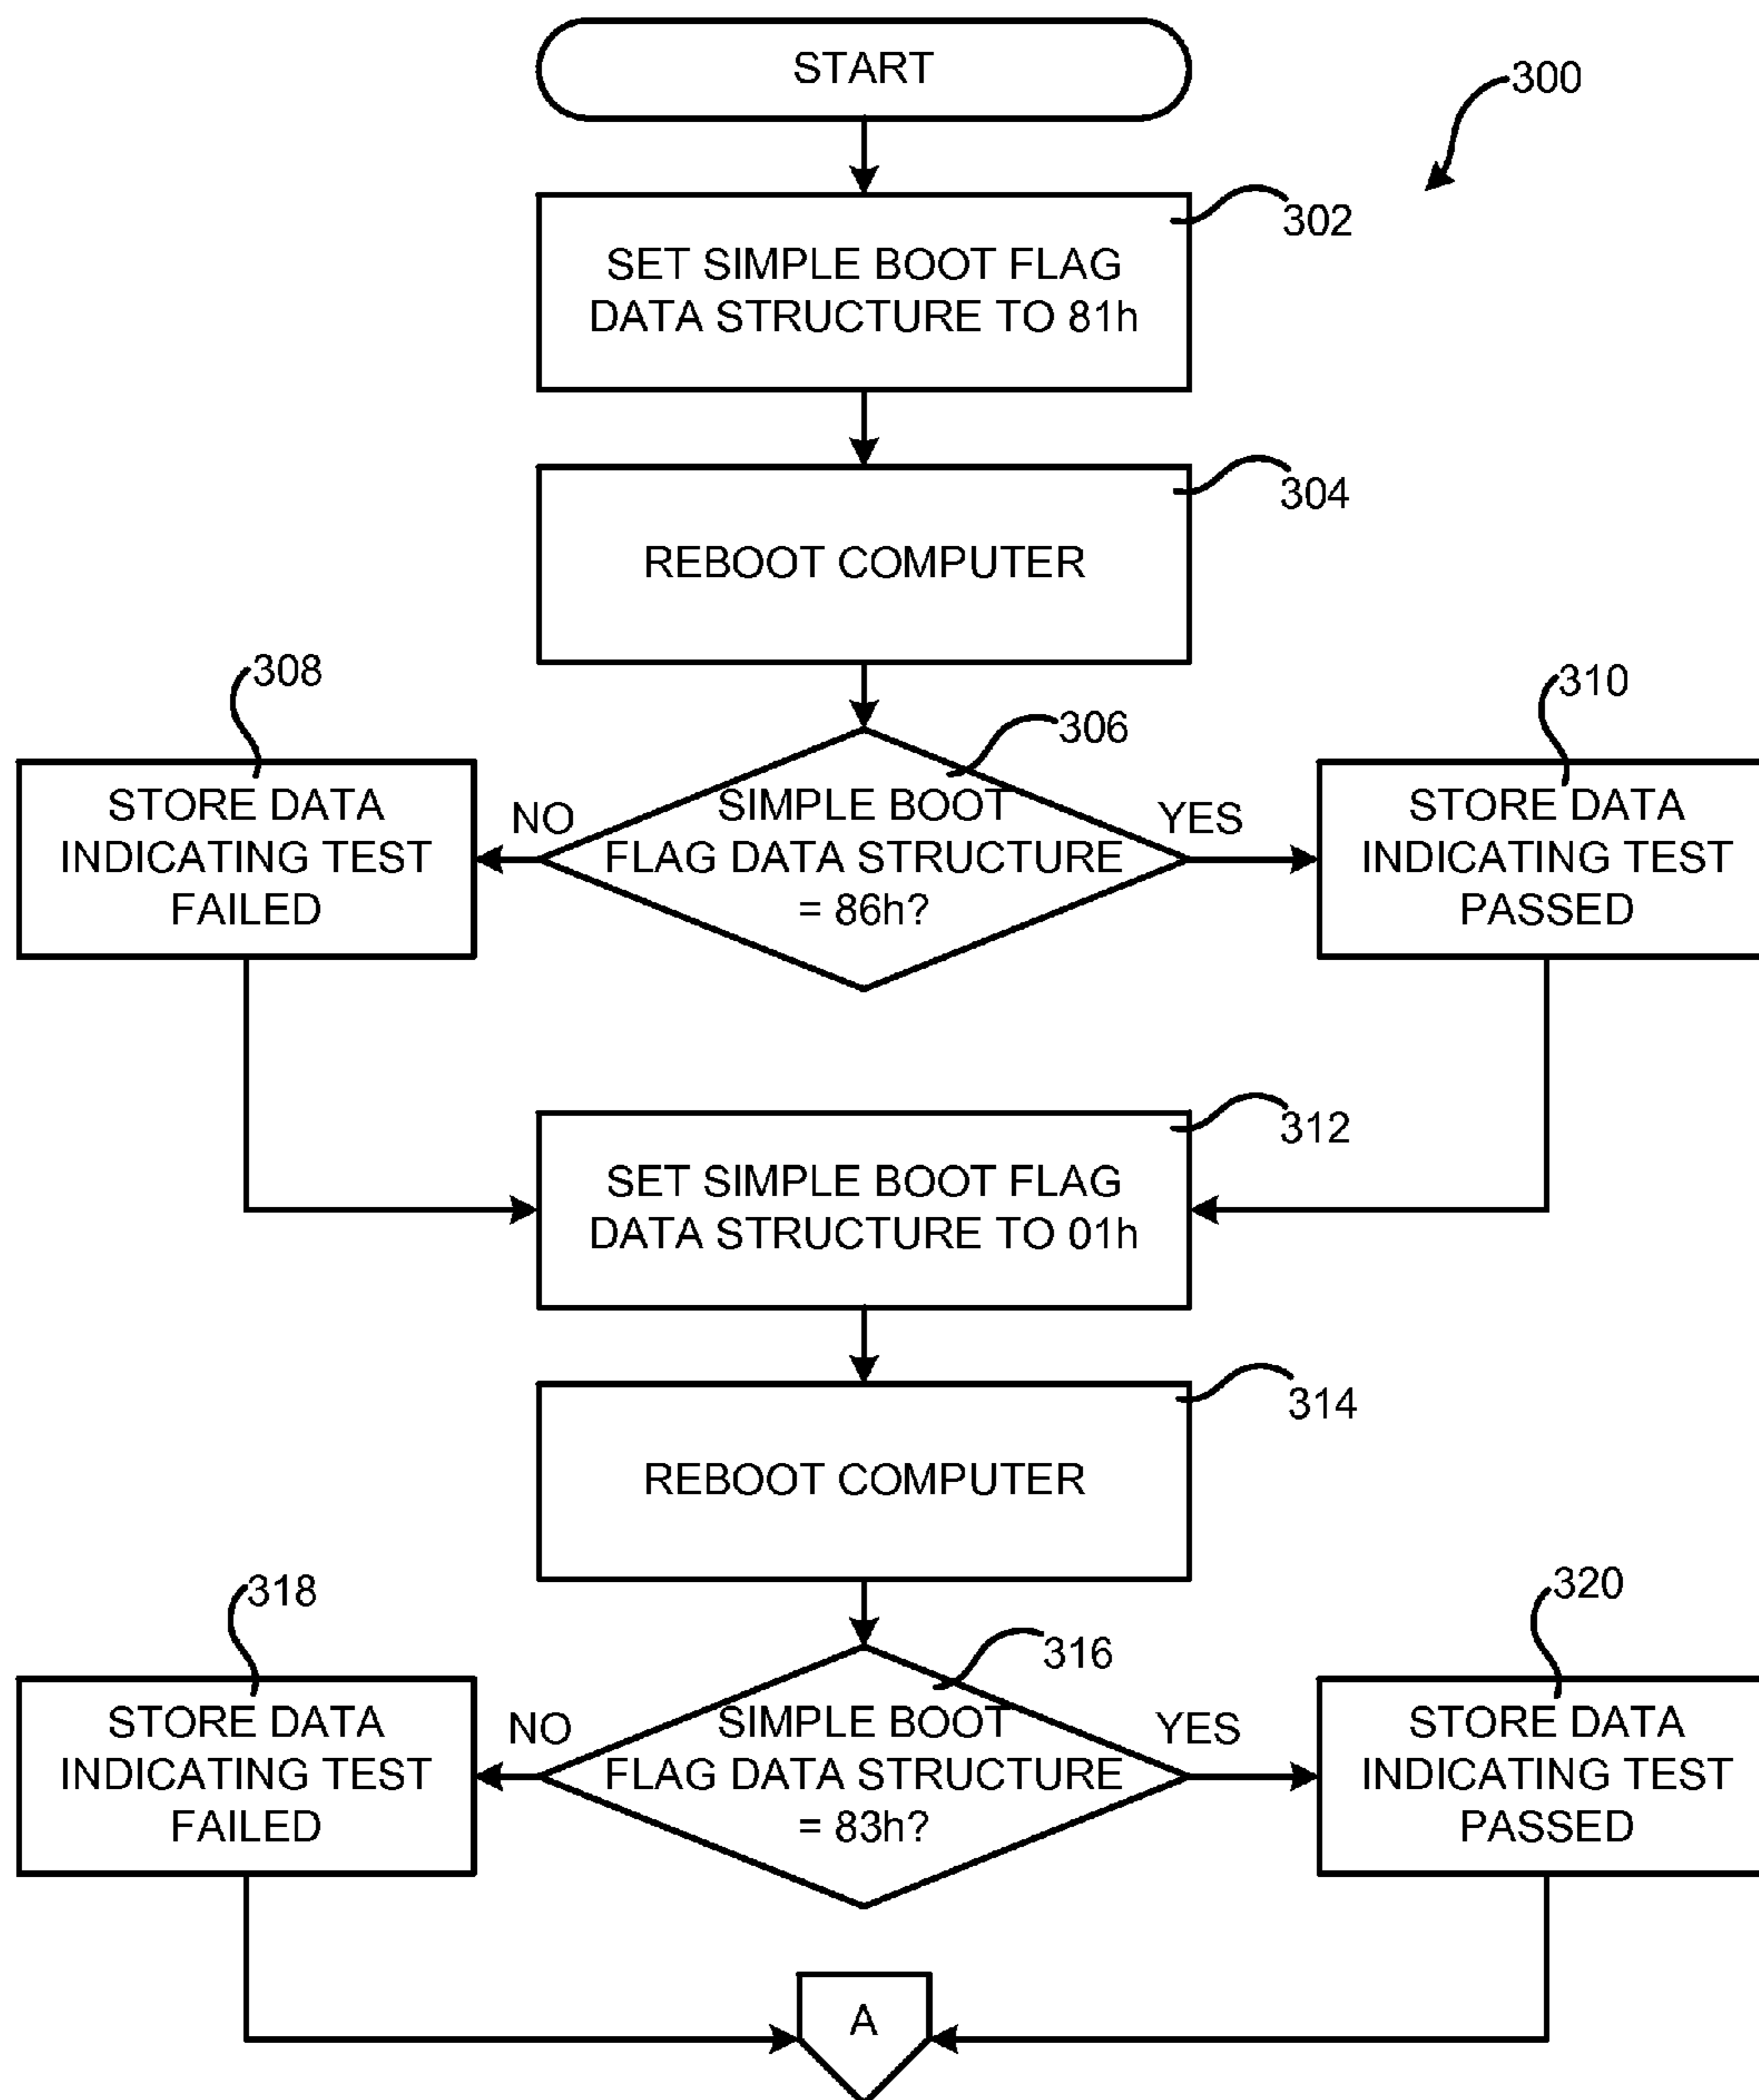 START
300
302
SET SIMPLE BOOT FLAG
DATA STRUCTURE TO 81h
304
REBOOT COMPUTER
308
310
306
STORE DATA
INDICATING TEST
FAILED
NO
SIMPLE BOOT
FLAG DATA STRUCTURE
= 86h?
YES
STORE DATA
INDICATING TEST
PASSED
312
SET SIMPLE BOOT FLAG
DATA STRUCTURE TO 01h
314
REBOOT COMPUTER
318
320
316
STORE DATA
INDICATING TEST
FAILED
NO
SIMPLE BOOT
FLAG DATA STRUCTURE
= 83h?
YES
STORE DATA
INDICATING TEST
PASSED
A